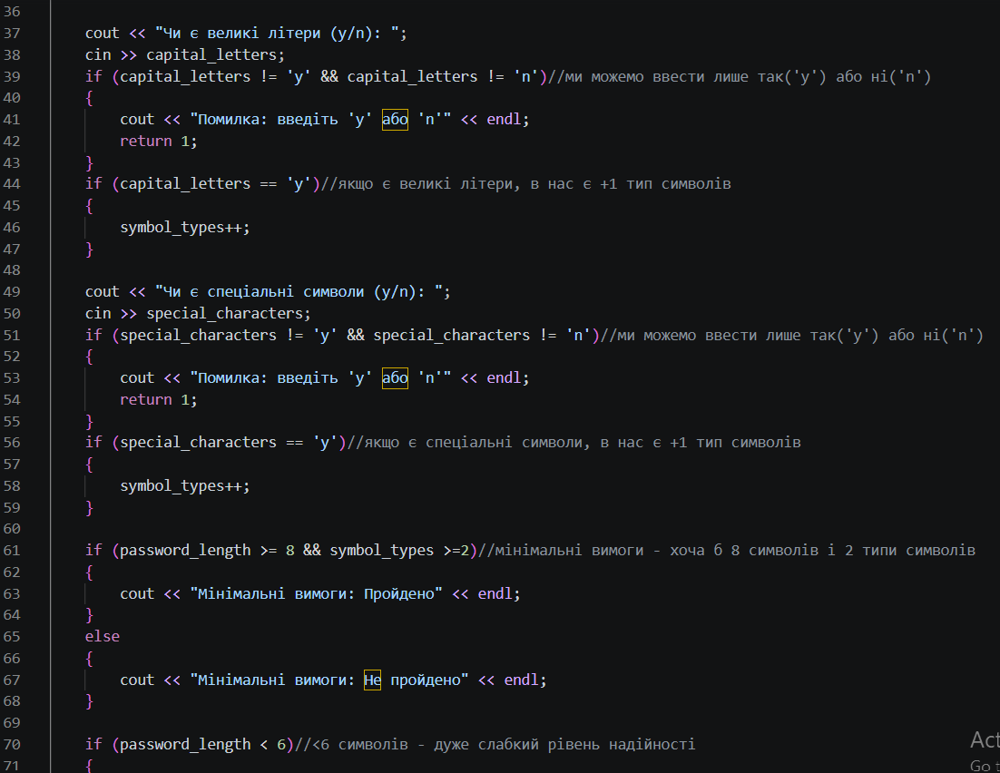 36
37 cout << "Чи є великі літери (y/n): ";
38 cin >> capital_letters;
39 if (capital_letters != 'y' && capital_letters != 'n')//ми можемо ввести лише так('y') або ні('n')
40 {
41 cout << "Помилка: введіть 'y' або 'n'" << endl;
42 return 1;
43 }
44 if (capital_letters == 'y')//якщо є великі літери, в нас є +1 тип символів
45 {
46 symbol_types++;
47 }
48
49 cout << "Чи є спеціальні символи (y/n): ";
50 cin >> special_characters;
51 if (special_characters != 'y' && special_characters != 'n')//ми можемо ввести лише так('y') або ні('n')
52 {
53 cout << "Помилка: введіть 'y' або 'n'" << endl;
54 return 1;
55 }
56 if (special_characters == 'y')//якщо є спеціальні символи, в нас є +1 тип символів
57 {
58 symbol_types++;
59 }
60
61 if (password_length >= 8 && symbol_types >=2)//мінімальні вимоги - хоча б 8 символів і 2 типи символів
62 {
63 cout << "Мінімальні вимоги: Пройдено" << endl;
64 }
65 else
66 {
67 cout << "Мінімальні вимоги: Не пройдено" << endl;
68 }
69
70 if (password_length < 6)//<6 символів - дуже слабкий рівень надійності
71 {
Act
Go t